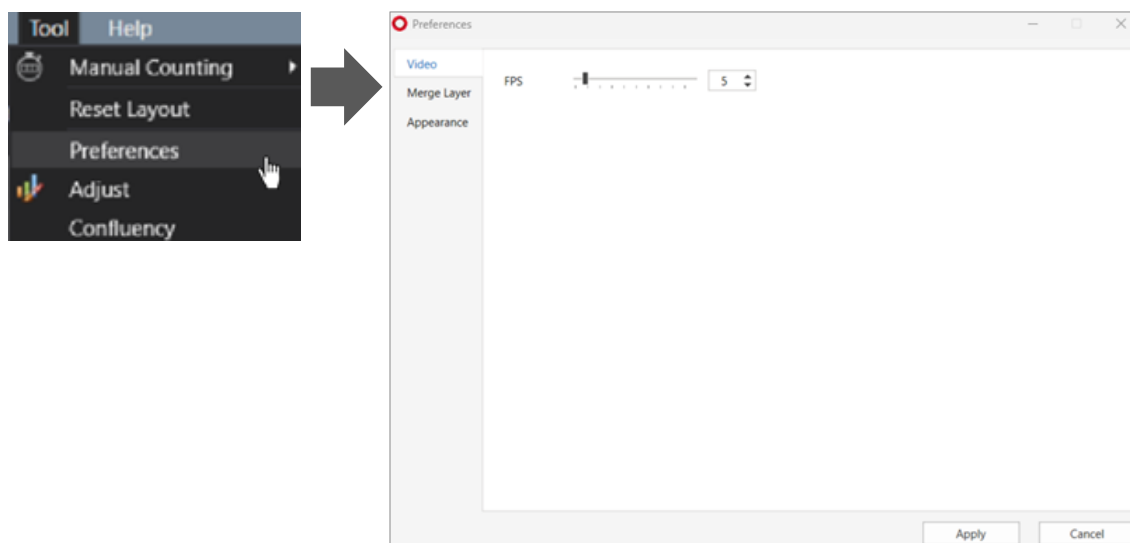 Tool Help
Manual Counting
Reset Layout
Preferences
Adjust
Confluency
Preferences
Video
Merge Layer
Appearance
FPS 5
Apply Cancel